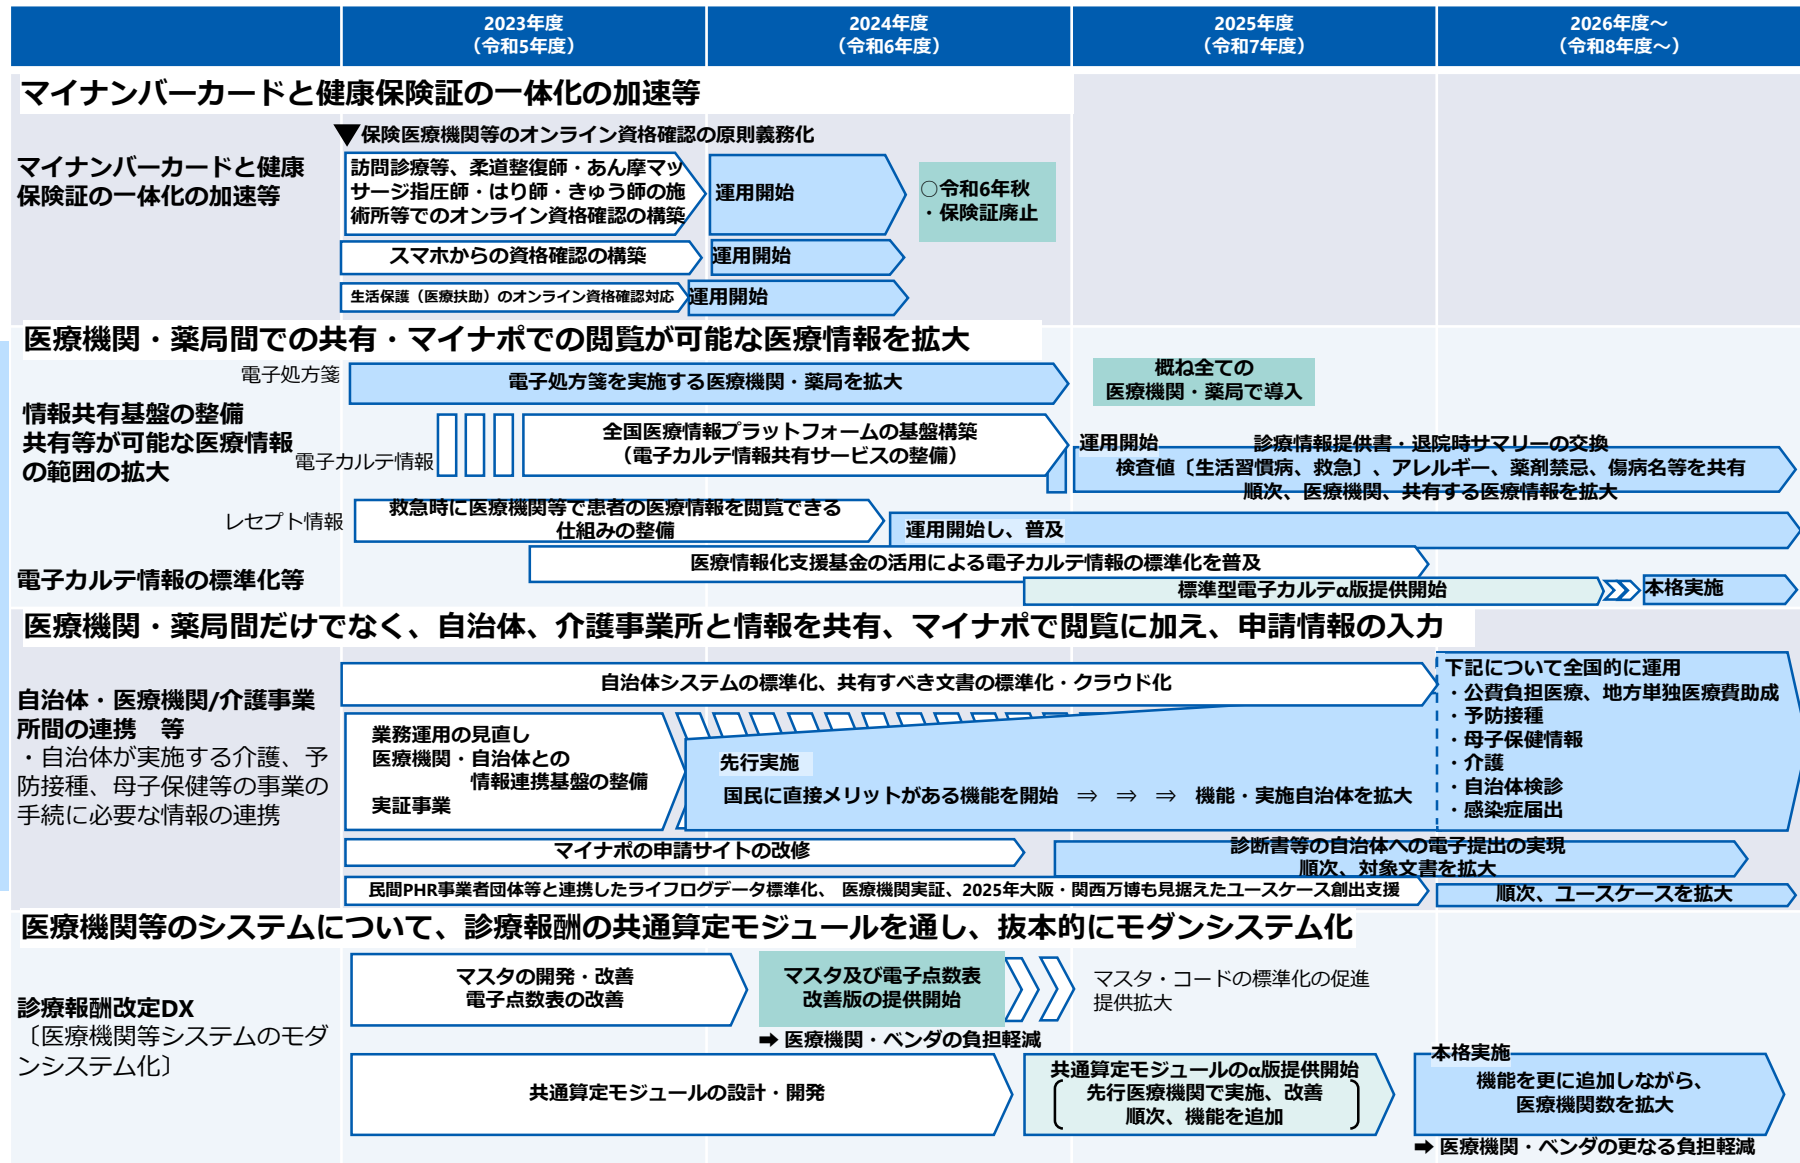 2023年度
（令和5年度）
2024年度
（令和6年度）
2025年度
（令和7年度）
2026年度～
（令和8年度～）
マイナンバーカードと健康保険証の一体化の加速等
▼保険医療機関等のオンライン資格確認の原則義務化
マイナンバーカードと健康
保険証の一体化の加速等
訪問診療等、柔道整復師・あん摩マッ
サージ指圧師・はり師・きゅう師の施
術所等でのオンライン資格確認の構築
運用開始
○令和6年秋
・保険証廃止
スマホからの資格確認の構築
運用開始
生活保護（医療扶助）のオンライン資格確認対応
運用開始
医療機関・薬局間での共有・マイナポでの閲覧が可能な医療情報を拡大
電子処方箋
電子処方箋を実施する医療機関・薬局を拡大
概ね全ての
医療機関・薬局で導入
情報共有基盤の整備
共有等が可能な医療情報
の範囲の拡大
電子カルテ情報
全国医療情報プラットフォームの基盤構築
（電子カルテ情報共有サービスの整備）
運用開始
診療情報提供書・退院時サマリーの交換
検査値〔生活習慣病、救急〕、アレルギー、薬剤禁忌、傷病名等を共有
順次、医療機関、共有する医療情報を拡大
レセプト情報
救急時に医療機関等で患者の医療情報を閲覧できる
仕組みの整備
運用開始し、普及
医療情報化支援基金の活用による電子カルテ情報の標準化を普及
電子カルテ情報の標準化等
標準型電子カルテα版提供開始
本格実施
医療機関・薬局間だけでなく、自治体、介護事業所と情報を共有、マイナポで閲覧に加え、申請情報の入力
自治体システムの標準化、共有すべき文書の標準化・クラウド化
下記について全国的に運用
・公費負担医療、地方単独医療費助成
・予防接種
・母子保健情報
・介護
・自治体検診
・感染症届出
自治体・医療機関/介護事業
所間の連携　等
・自治体が実施する介護、予
防接種、母子保健等の事業の
手続に必要な情報の連携
業務運用の見直し
医療機関・自治体との
情報連携基盤の整備
実証事業
先行実施
国民に直接メリットがある機能を開始　⇒　⇒　⇒　機能・実施自治体を拡大
マイナポの申請サイトの改修
診断書等の自治体への電子提出の実現
順次、対象文書を拡大
民間PHR事業者団体等と連携したライフログデータ標準化、 医療機関実証、2025年大阪・関西万博も見据えたユースケース創出支援
順次、ユースケースを拡大
医療機関等のシステムについて、診療報酬の共通算定モジュールを通し、抜本的にモダンシステム化
診療報酬改定DX
〔医療機関等システムのモダ
ンシステム化〕
マスタの開発・改善
電子点数表の改善
マスタ及び電子点数表
改善版の提供開始
マスタ・コードの標準化の促進
提供拡大
➡ 医療機関・ベンダの負担軽減
共通算定モジュールの設計・開発
共通算定モジュールのα版提供開始
先行医療機関で実施、改善
順次、機能を追加
本格実施
機能を更に追加しながら、
医療機関数を拡大
➡ 医療機関・ベンダの更なる負担軽減